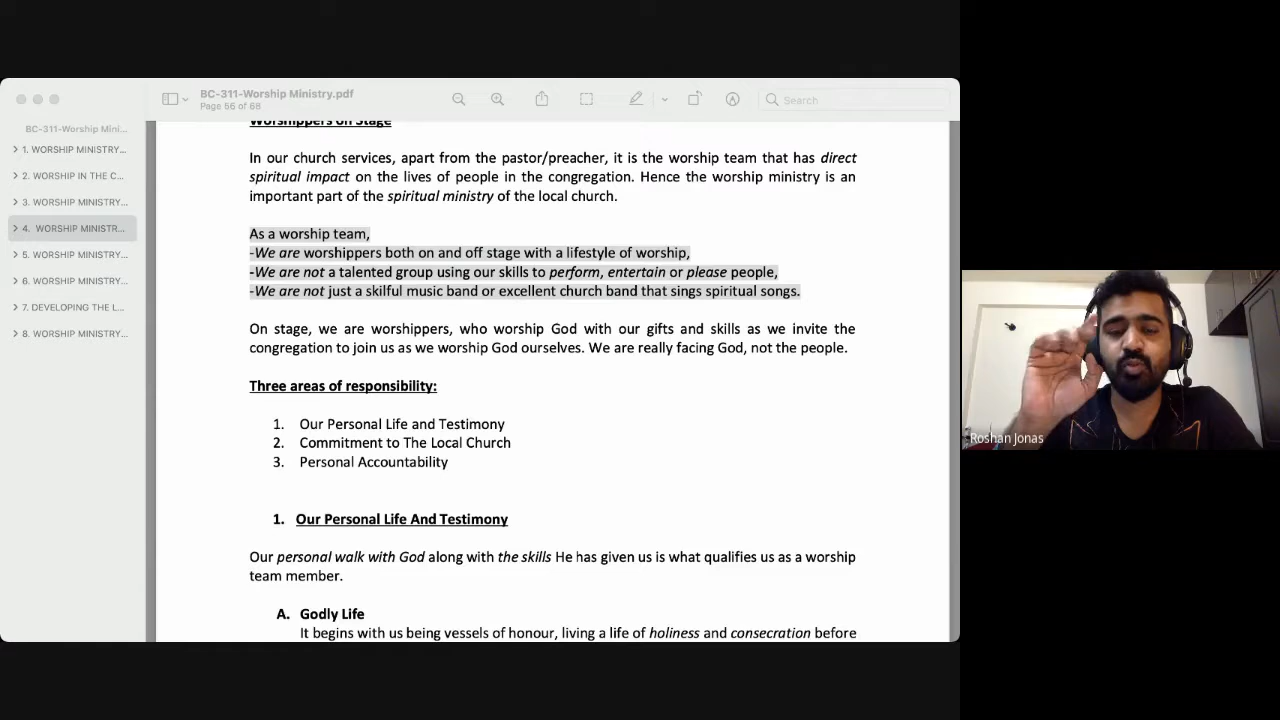 BC-311-Worship Ministry.pdf
Page 56 of 68
Search
BC-311-Worship Mini...
1. WORSHIP MINISTRY...
2. WORSHIP IN THE C...
3. WORSHIP MINISTRY...
4. WORSHIP MINISTR...
5. WORSHIP MINISTRY...
6. WORSHIP MINISTRY...
7. DEVELOPING THE L...
8. WORSHIP MINISTRY...
Worshippers on Stage
In our church services, apart from the pastor/preacher, it is the worship team that has direct
spiritual impact on the lives of people in the congregation. Hence the worship ministry is an
important part of the spiritual ministry of the local church.
As a worship team,
-We are worshippers both on and off stage with a lifestyle of worship,
-We are not a talented group using our skills to perform, entertain or please people,
-We are not just a skilful music band or excellent church band that sings spiritual songs.
On stage, we are worshippers, who worship God with our gifts and skills as we invite the
congregation to join us as we worship God ourselves. We are really facing God, not the people.
Three areas of responsibility:
1. Our Personal Life and Testimony
2. Commitment to The Local Church
3. Personal Accountability
1. Our Personal Life And Testimony
Our personal walk with God along with the skills He has given us is what qualifies us as a worship
team member.
A. Godly Life
It begins with us being vessels of honour, living a life of holiness and consecration before
Roshan Jonas